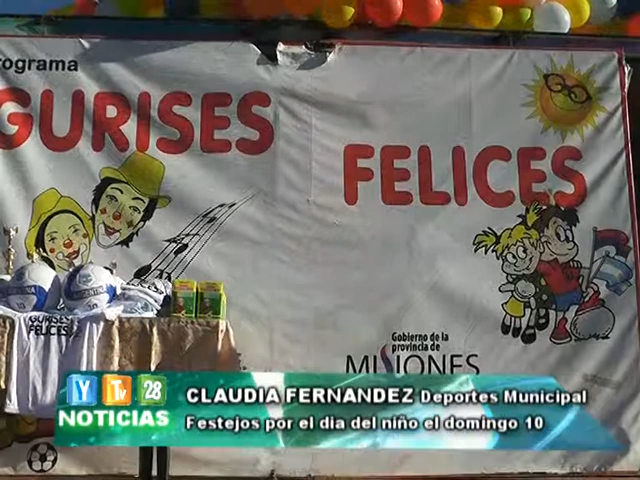 rograma
GURISES
FELICES
GURISES
FELICES
10
Gobierno de la
provincia de
MISIONES
Y Tv 28
NOTICIAS
CLAUDIA FERNANDEZ Deportes Municipal
Festejos por el dia del niño el domingo 10